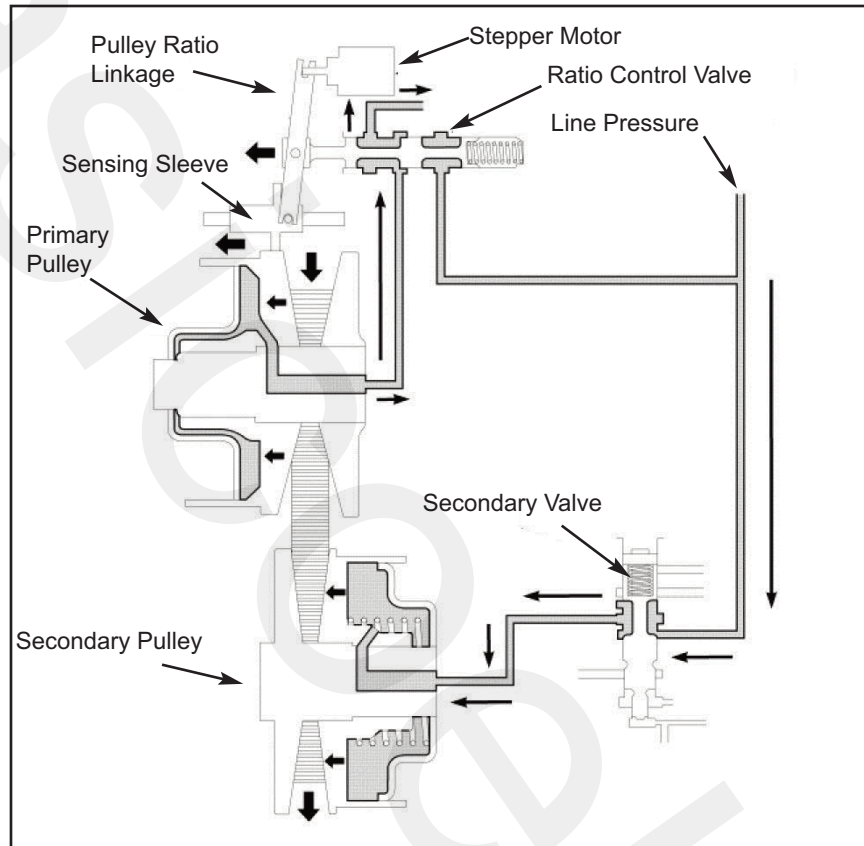 Pulley Ratio
Linkage
Stepper Motor
Ratio Control Valve
Line Pressure
Sensing Sleeve
Primary
Pulley
Secondary Valve
Secondary Pulley